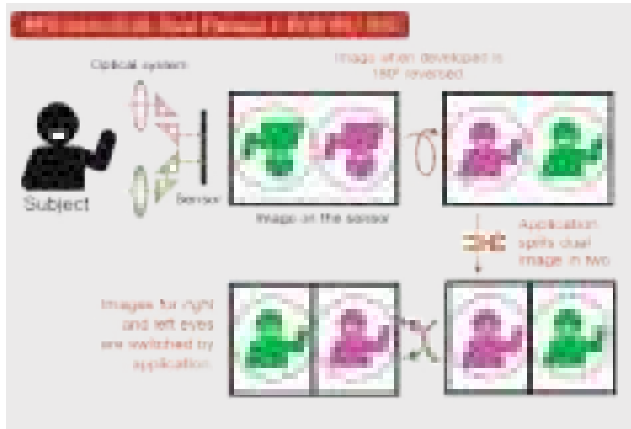 Optical system
Image when developed is
180° reversed.
Subject
Sensor
Image on the sensor
Application
splits dual
image in two
Images for right
and left eyes
are switched by
application.